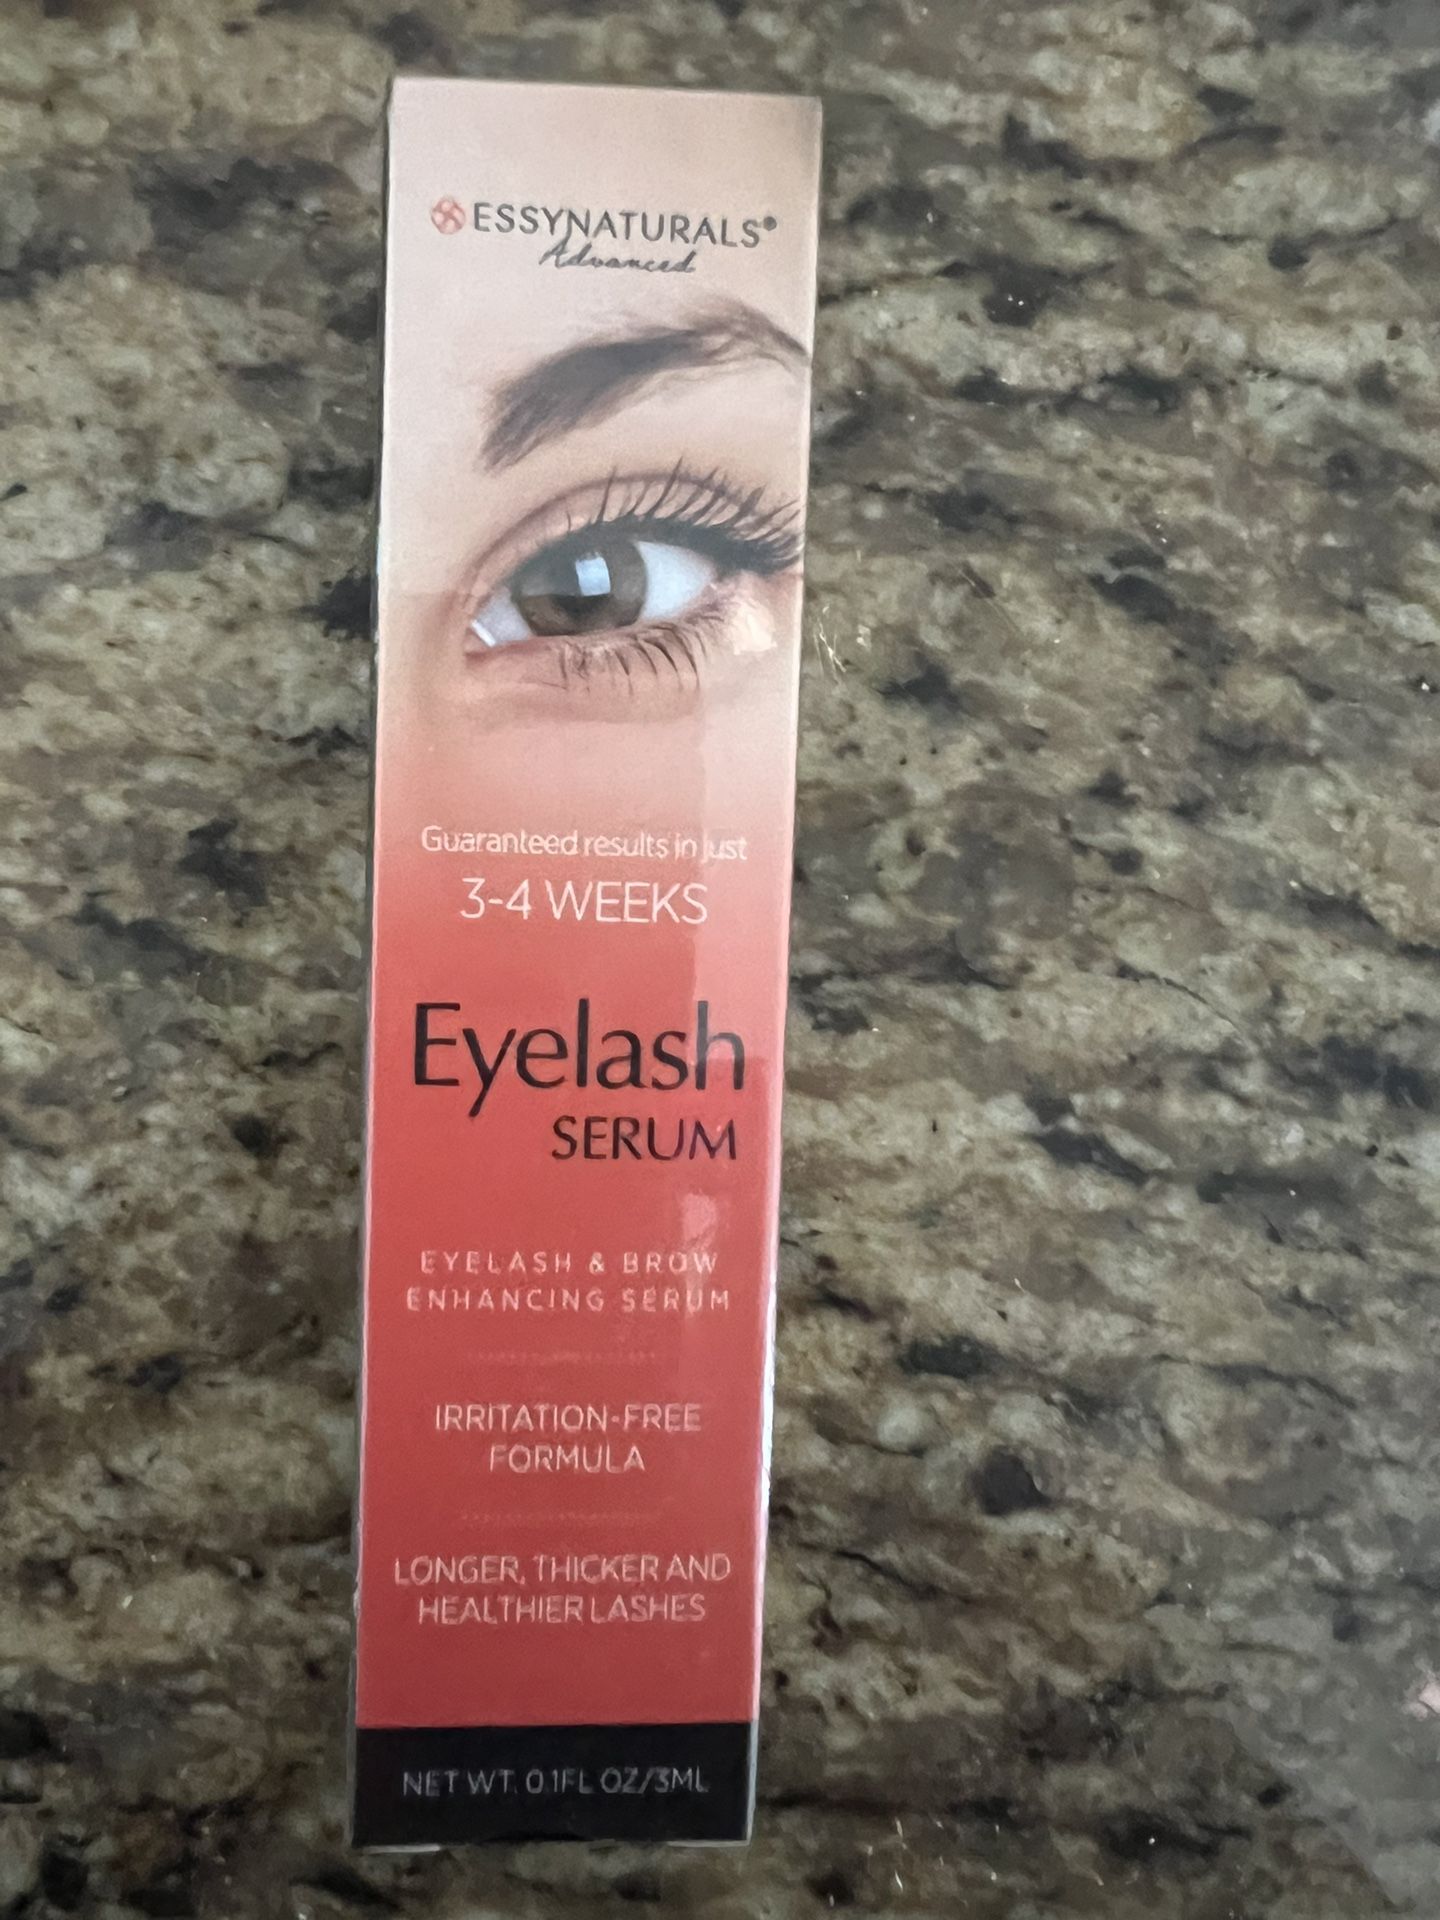 ESSYNATURALS®
Advanced
Guaranteed results in just
3-4 WEEKS
Eyelash
SERUM
EYELASH & BROW
ENHANCING SERUM
IRRITATION-FREE
FORMULA
LONGER, THICKER AND
HEALTHIER LASHES
NET WT. 0.1FL OZ/3ML